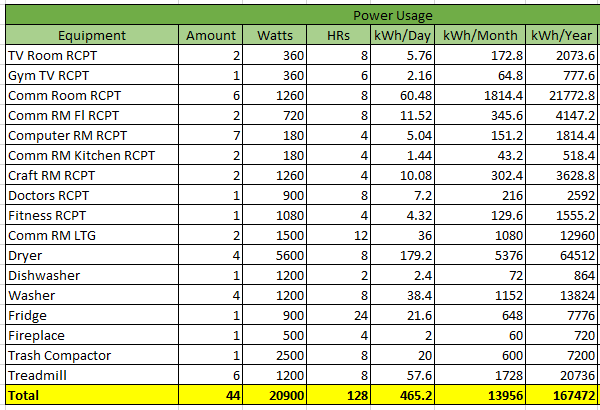 Power Usage
Equipment Amount Watts HRs kWh/Day kWh/Month kWh/Year
TV Room RCPT 2 360 8 5.76 172.8 2073.6
Gym TV RCPT 1 360 6 2.16 64.8 777.6
Comm Room RCPT 6 1260 8 60.48 1814.4 21772.8
Comm RM Fl RCPT 2 720 8 11.52 345.6 4147.2
Computer RM RCPT 7 180 4 5.04 151.2 1814.4
Comm RM Kitchen RCPT 2 180 4 1.44 43.2 518.4
Craft RM RCPT 2 1260 4 10.08 302.4 3628.8
Doctors RCPT 1 900 8 7.2 216 2592
Fitness RCPT 1 1080 4 4.32 129.6 1555.2
Comm RM LTG 2 1500 12 36 1080 12960
Dryer 4 5600 8 179.2 5376 64512
Dishwasher 1 1200 2 2.4 72 864
Washer 4 1200 8 38.4 1152 13824
Fridge 1 900 24 21.6 648 7776
Fireplace 1 500 4 2 60 720
Trash Compactor 1 2500 8 20 600 7200
Treadmill 6 1200 8 57.6 1728 20736
Total 44 20900 128 465.2 13956 167472